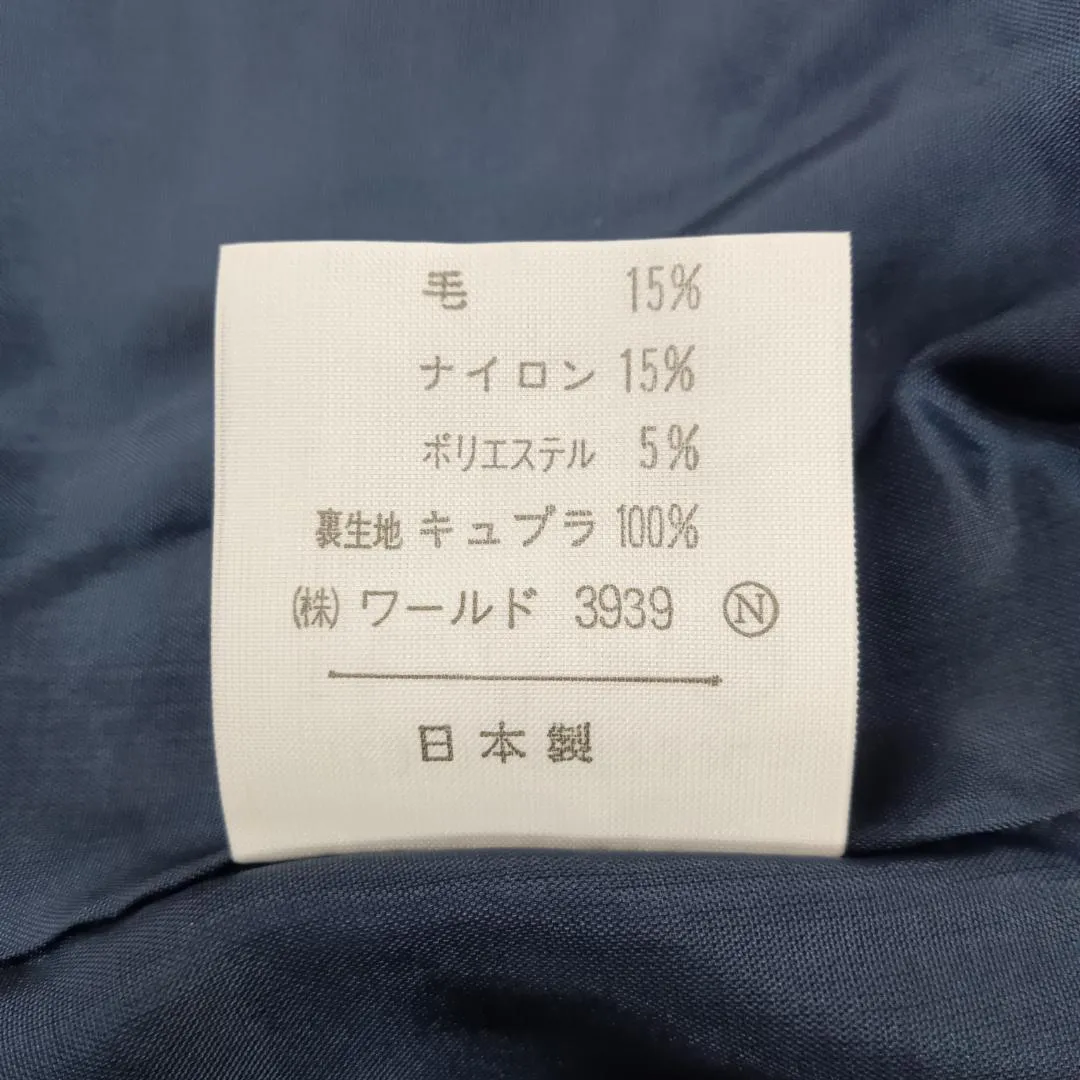 毛 15%
ナイロン 15%
ポリエステル 5%
裏生地 キュプラ 100%
(株) ワールド 3939 Ⓝ
日本製